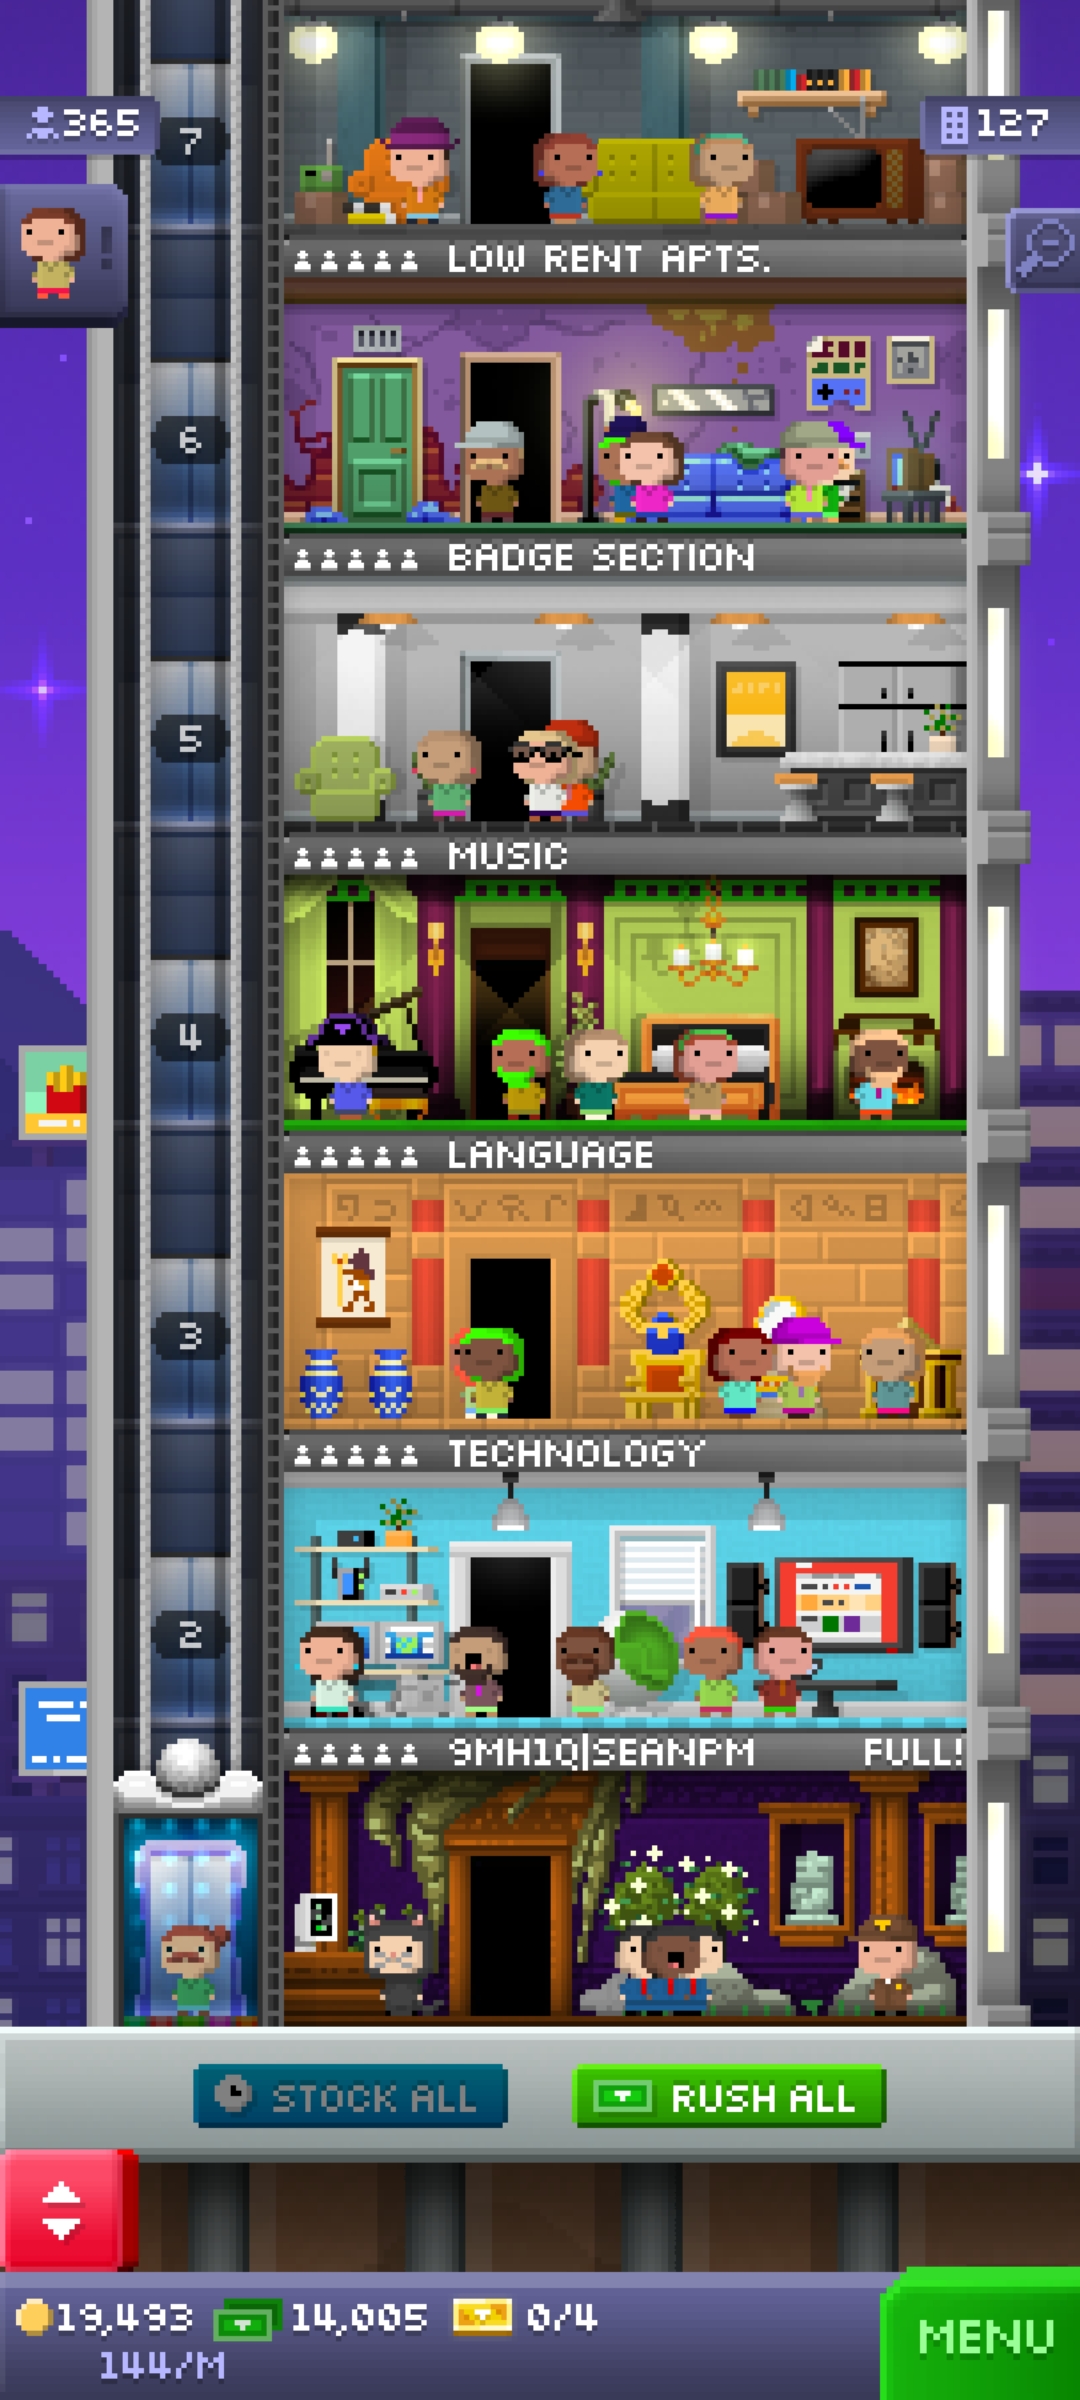 365
127
7
LOW RENT APTS.
6
BADGE SECTION
5
MUSIC
4
LANGUAGE
3
TECHNOLOGY
2
9MH1Q|SEANPM FULL!
STOCK ALL
RUSH ALL
19,493 14,005 0/4
144/M
MENU